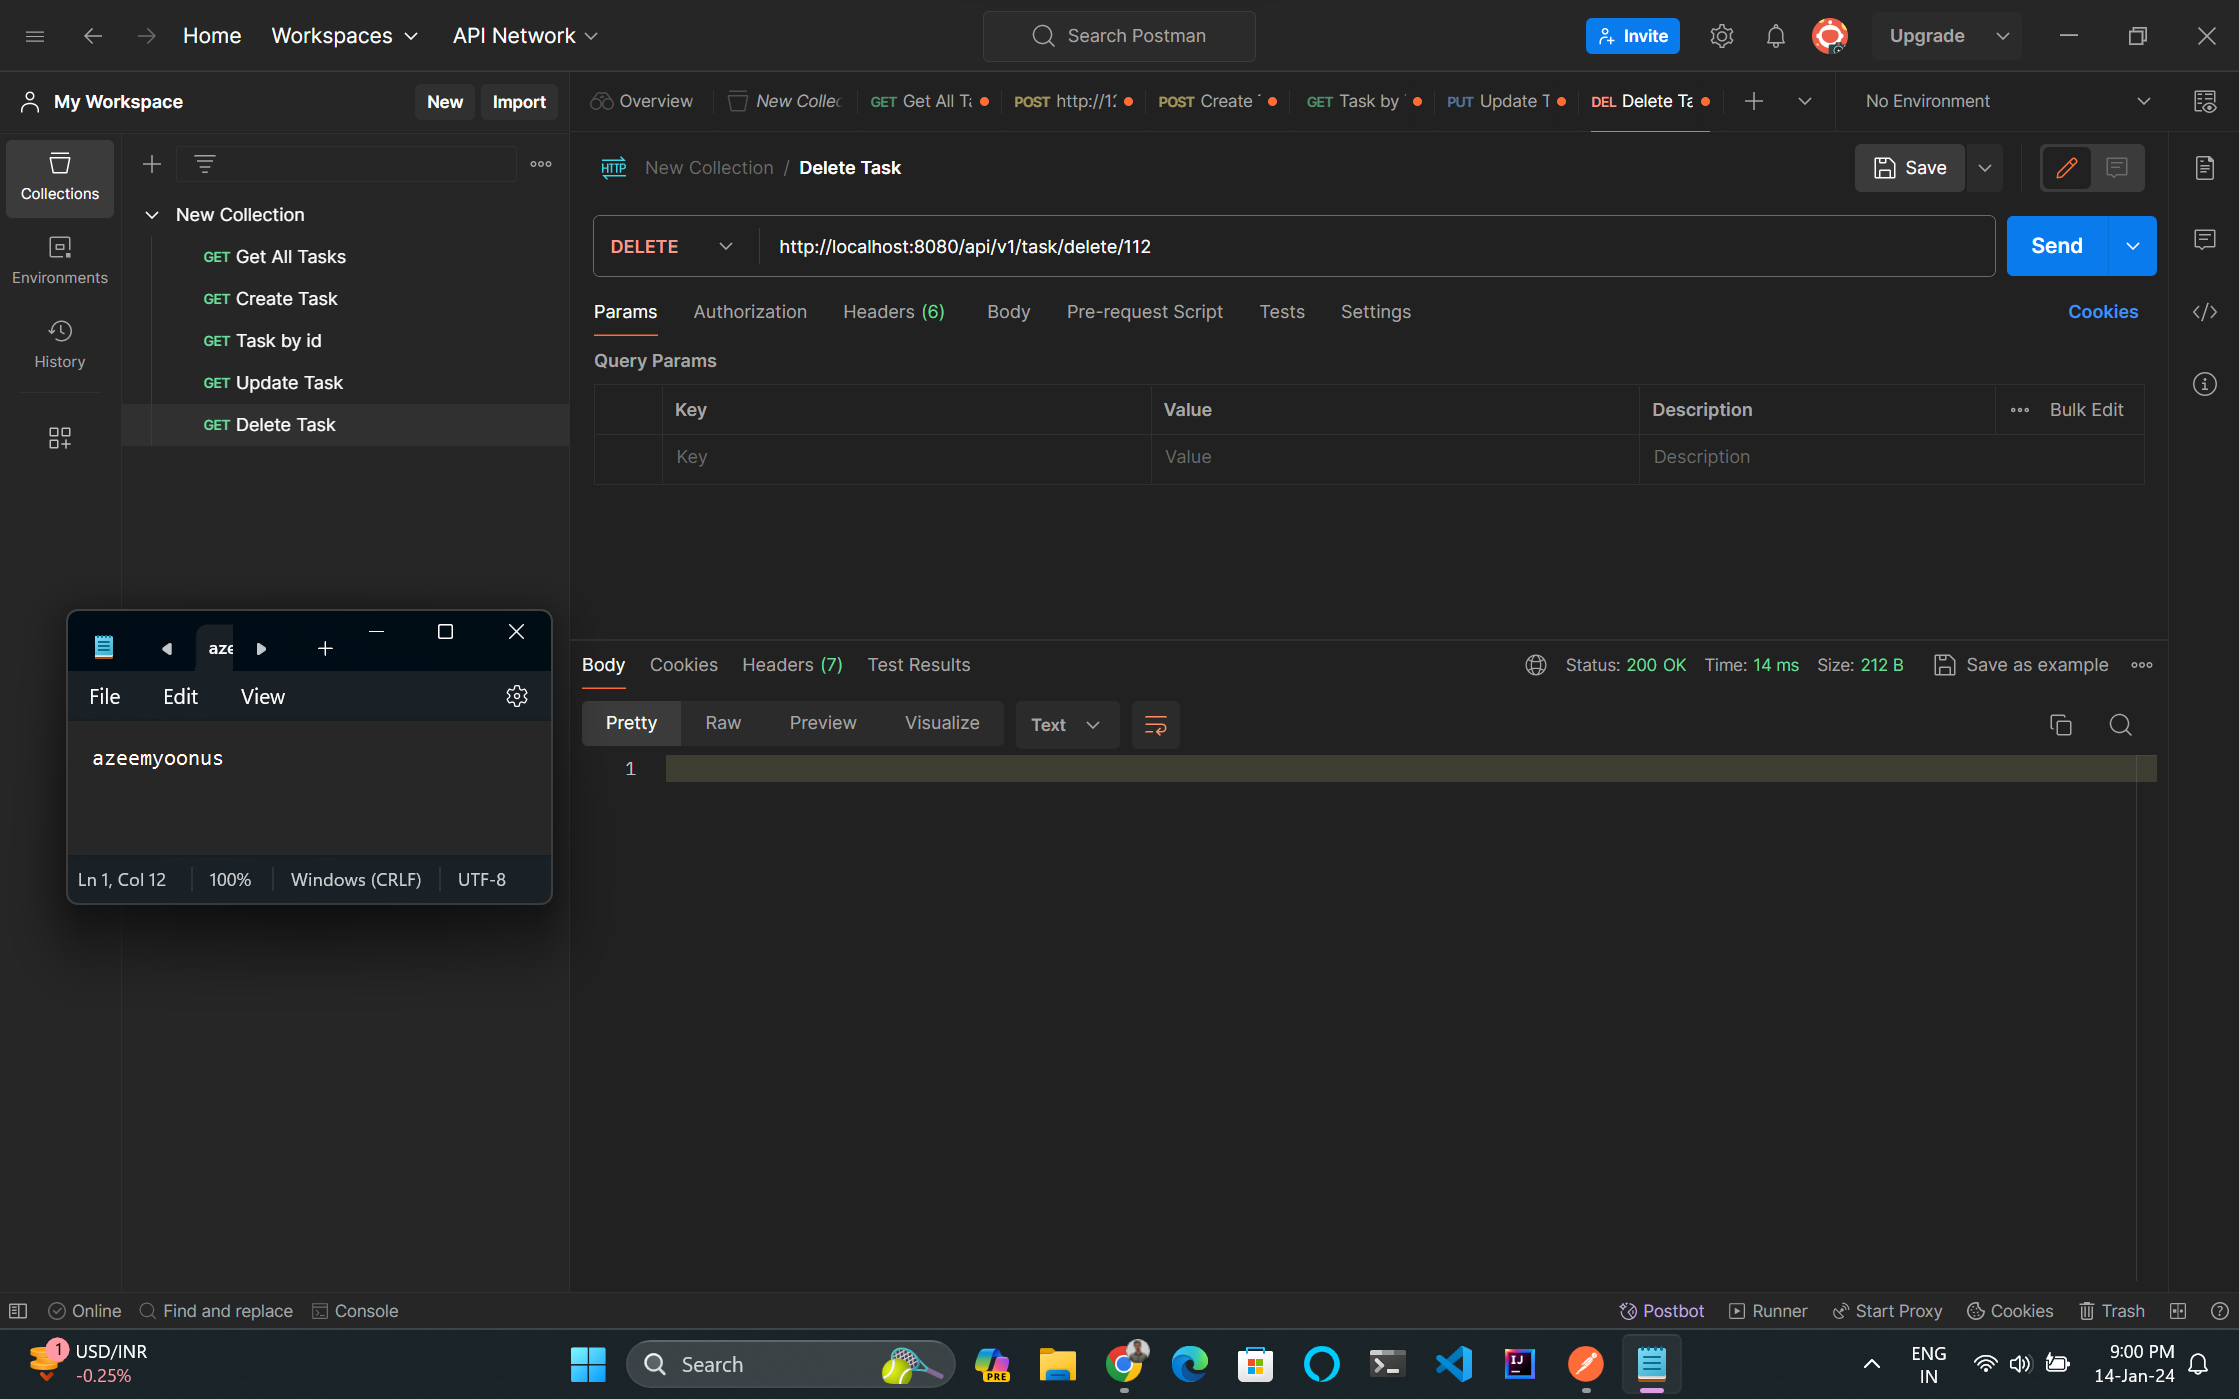 Home Workspaces API Network Search Postman Invite Upgrade
My Workspace New Import
Overview New Collec GET Get All Ta POST http://12 POST Create T GET Task by PUT Update T DEL Delete Ta No Environment
Collections
Environments
History
New Collection
GET Get All Tasks
GET Create Task
GET Task by id
GET Update Task
GET Delete Task
HTTP New Collection / Delete Task Save
DELETE http://localhost:8080/api/v1/task/delete/112 Send
Params Authorization Headers (6) Body Pre-request Script Tests Settings Cookies
Query Params
Key Value Description Bulk Edit
Key Value Description
aze
File Edit View
azeemyoonus
Ln 1, Col 12 100% Windows (CRLF) UTF-8
Body Cookies Headers (7) Test Results Status: 200 OK Time: 14 ms Size: 212 B Save as example
Pretty Raw Preview Visualize Text
1
Online Find and replace Console Postbot Runner Start Proxy Cookies Trash
1 USD/INR
-0.25%
Search
PRE
IJ
ENG
IN
9:00 PM
14-Jan-24